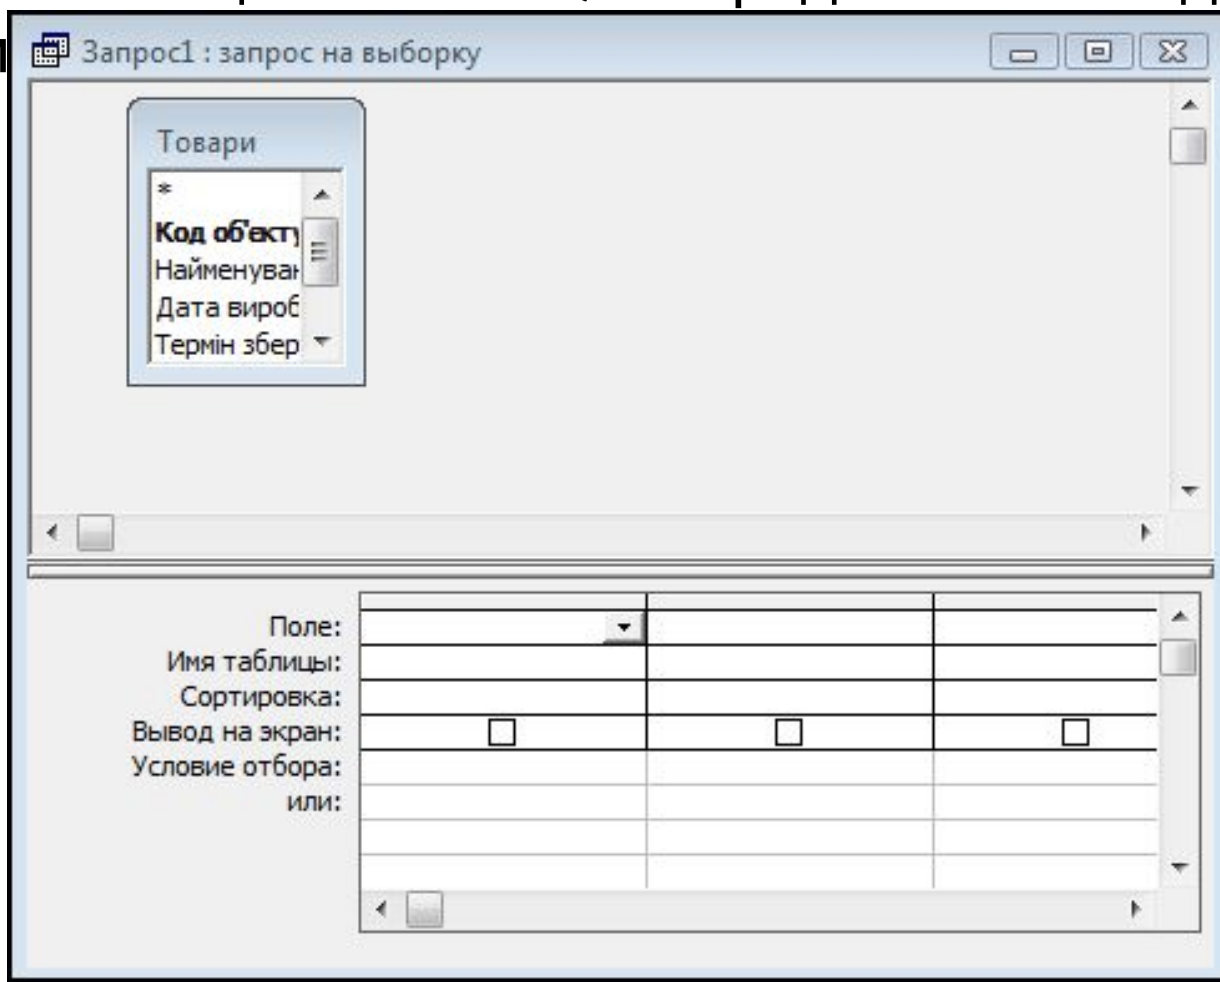 Запрос1 : запрос на выборку
Товари
*
Код об'екту
Найменуван
Дата вироб
Термін збер
Поле:
Имя таблицы:
Сортировка:
Вывод на экран:
Условие отбора:
или: